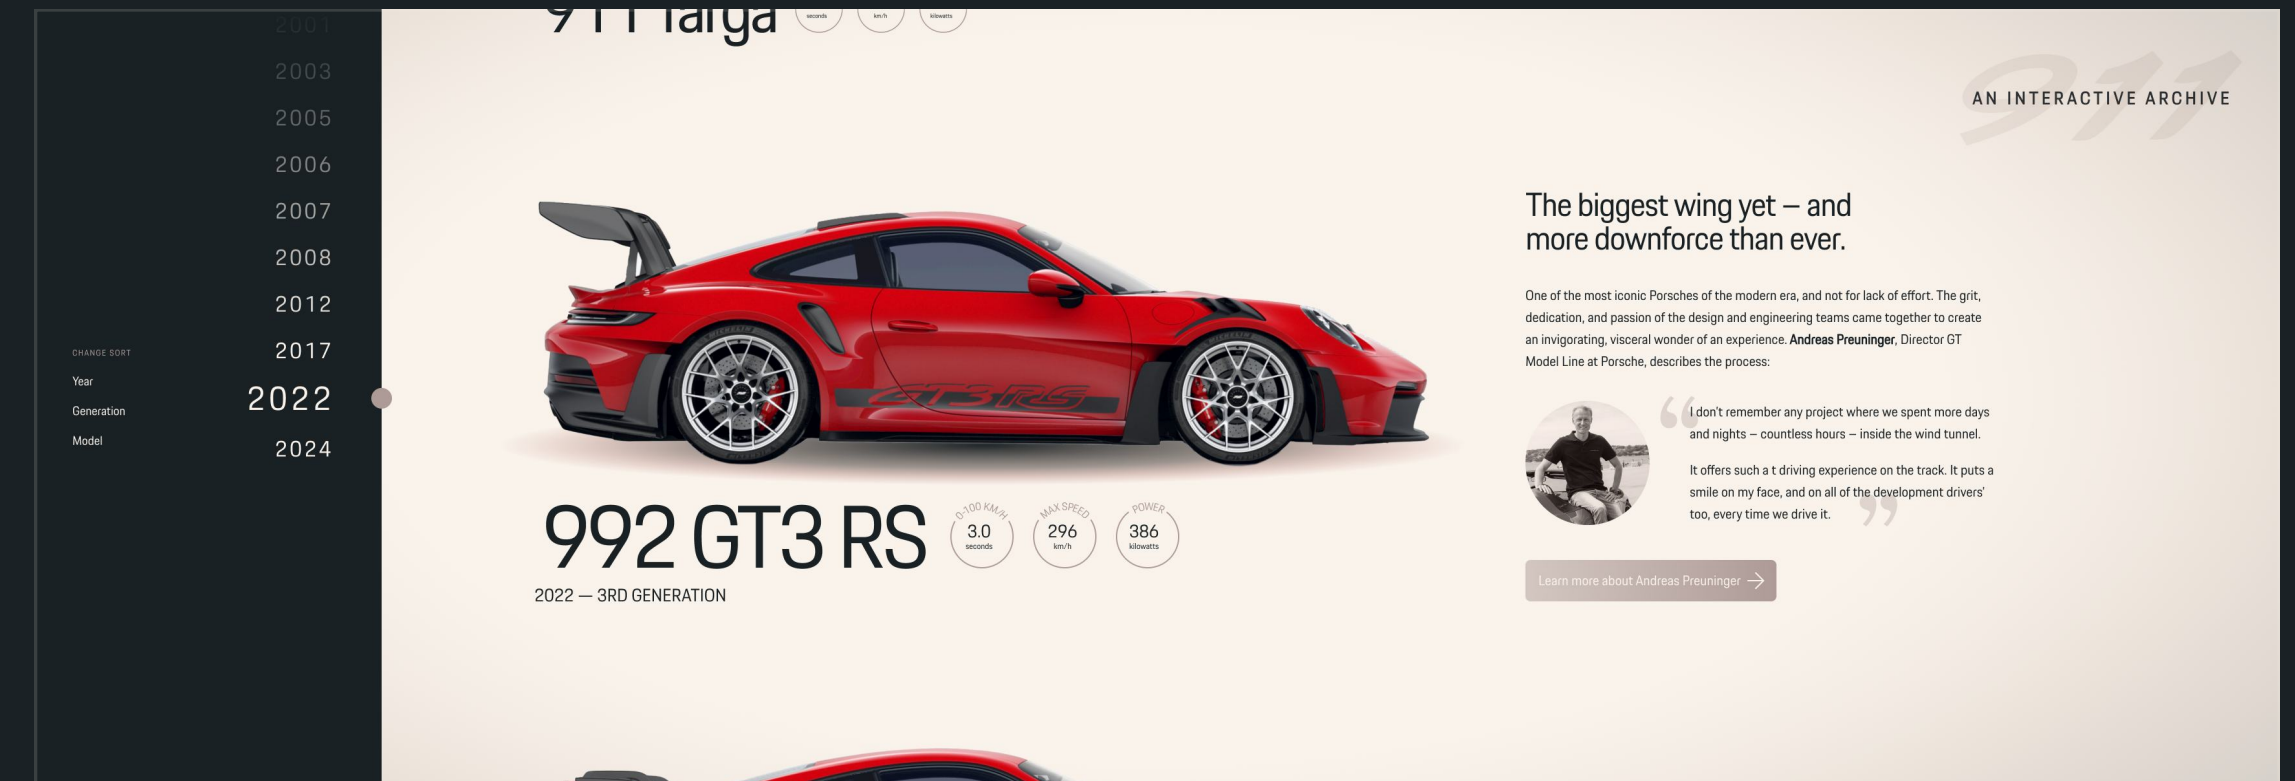 2001
2003
2005
2006
2007
2008
2012
2017
2022
2024
CHANGE SORT
Year
Generation
Model
911 Targa
seconds
km/h
kilowatts
911
AN INTERACTIVE ARCHIVE
GT3 RS
992 GT3 RS
0-100 KM/H
3.0
seconds
MAX SPEED
296
km/h
POWER
386
kilowatts
2022 — 3RD GENERATION
The biggest wing yet – and
more downforce than ever.
One of the most iconic Porsches of the modern era, and not for lack of effort. The grit,
dedication, and passion of the design and engineering teams came together to create
an invigorating, visceral wonder of an experience. Andreas Preuninger, Director GT
Model Line at Porsche, describes the process:
“I don’t remember any project where we spent more days
and nights – countless hours – inside the wind tunnel.
It offers such a t driving experience on the track. It puts a
smile on my face, and on all of the development drivers’
too, every time we drive it.”
Learn more about Andreas Preuninger →